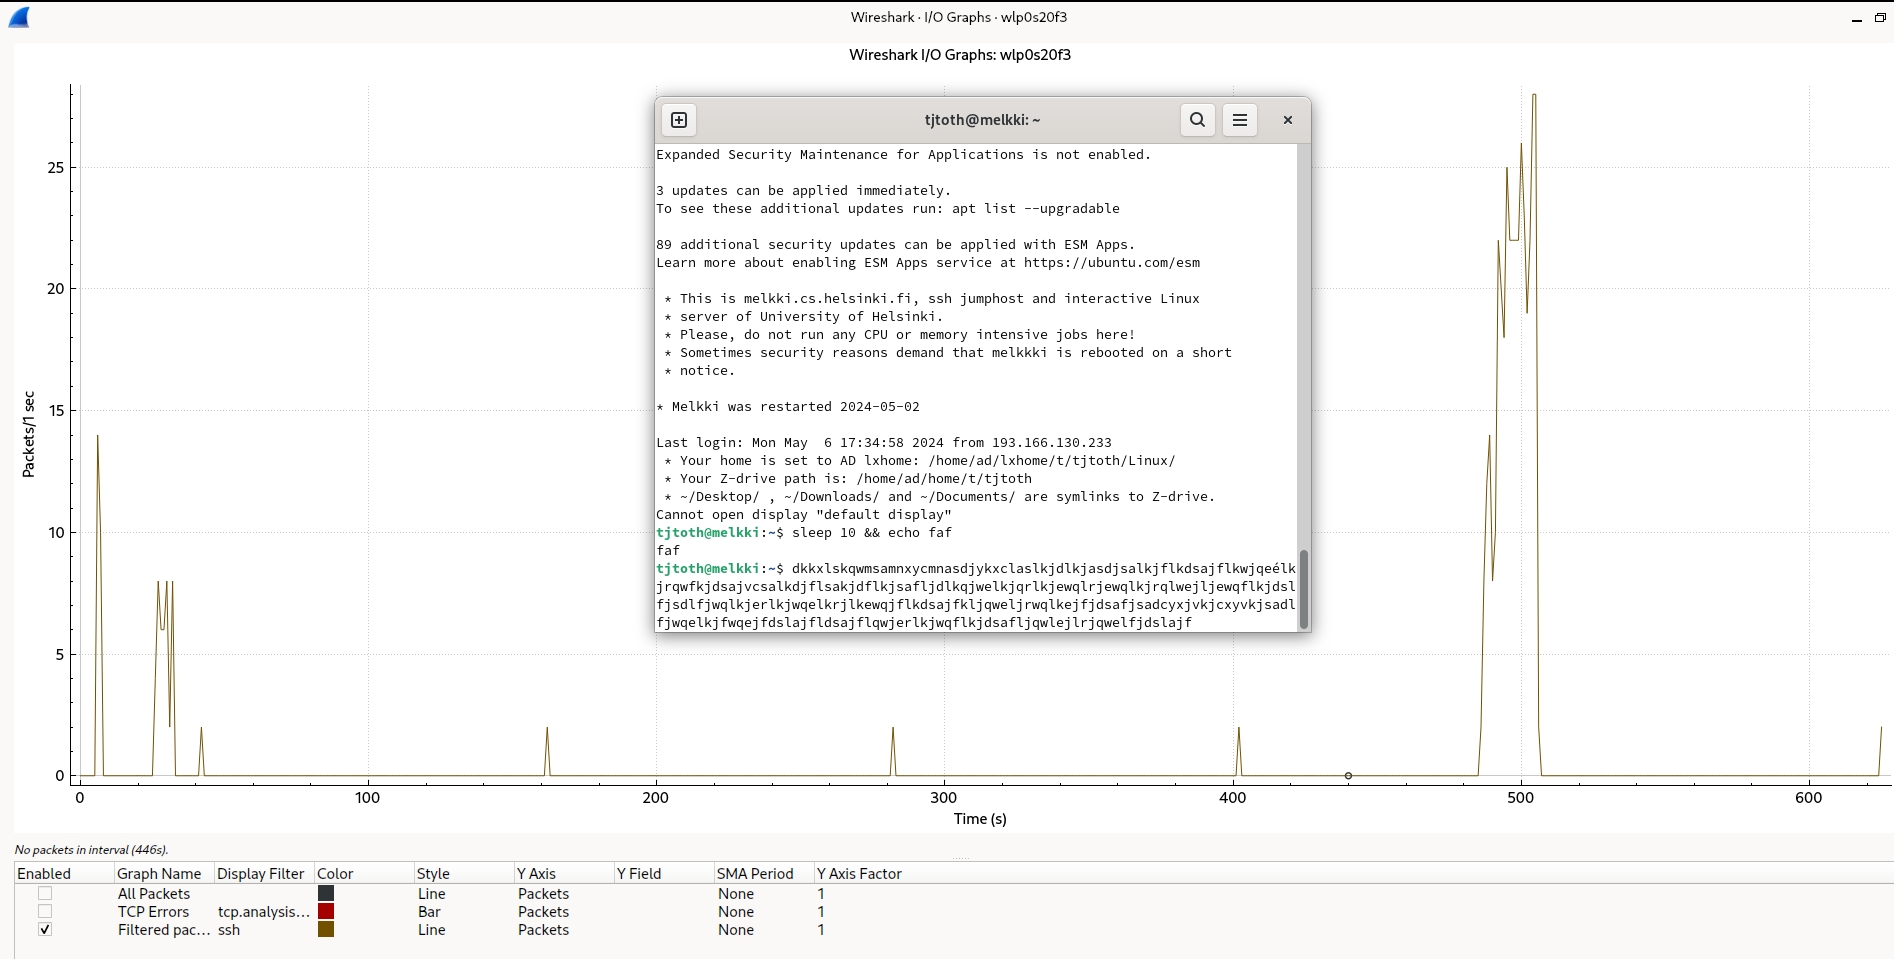 Wireshark · I/O Graphs · wlp0s20f3
Wireshark I/O Graphs: wlp0s20f3
Packets/1 sec
25
20
15
10
5
0
tjtoth@melkki: ~
Expanded Security Maintenance for Applications is not enabled.
3 updates can be applied immediately.
To see these additional updates run: apt list --upgradable
89 additional security updates can be applied with ESM Apps.
Learn more about enabling ESM Apps service at https://ubuntu.com/esm
* This is melkki.cs.helsinki.fi, ssh jumphost and interactive Linux
* server of University of Helsinki.
* Please, do not run any CPU or memory intensive jobs here!
* Sometimes security reasons demand that melkkki is rebooted on a short
* notice.
* Melkki was restarted 2024-05-02
Last login: Mon May  6 17:34:58 2024 from 193.166.130.233
* Your home is set to AD lxhome: /home/ad/lxhome/t/tjtoth/Linux/
* Your Z-drive path is: /home/ad/home/t/tjtoth
* ~/Desktop/ , ~/Downloads/ and ~/Documents/ are symlinks to Z-drive.
Cannot open display "default display"
tjtoth@melkki:~$ sleep 10 && echo faf
faf
tjtoth@melkki:~$ dkkxlskqwmsamnxycmnasdjykxclaslkjdlkjasdjsalkjflkdsajflkwjqeélk
jrqwfkjdsajvcsalkdjflsakjdflkjsafljdlkqjwelkjqrlkjewqlrjewqlkjrqlwejljewqflkjdsl
fjsdlfjwqlkjerlkjwqelkrjlkewqjflkdsajfkljqweljrwqlkejfjdsafjsadcyxjvkjcxyvkjsadl
fjwqelkjfwqejfdslajfldsajflqwjerlkjwqflkjdsafljqwlejlrjqwelfjdslajf
0 100 200 300 400 500 600
Time (s)
No packets in interval (446s).
Enabled Graph Name Display Filter Color Style Y Axis Y Field SMA Period Y Axis Factor
All Packets Line Packets None 1
TCP Errors tcp.analysis... Bar Packets None 1
Filtered pac... ssh Line Packets None 1